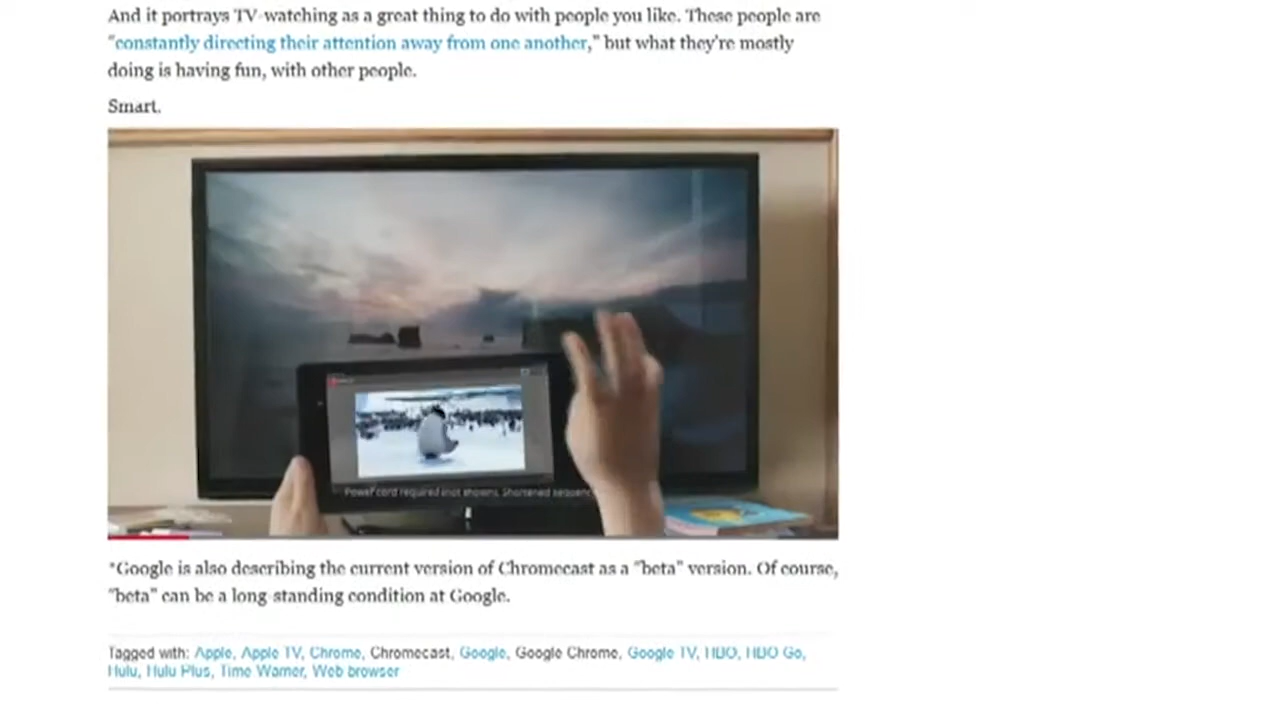 And it portrays TV-watching as a great thing to do with people you like. These people are
"constantly directing their attention away from one another," but what they're mostly
doing is having fun, with other people.
Smart.
Power cord required (not shown). Shortened sequenc
*Google is also describing the current version of Chromecast as a "beta" version. Of course,
"beta" can be a long standing condition at Google.
Tagged with: Apple, Apple TV, Chrome, Chromecast, Google, Google Chrome, Google TV, HBO, HBO Go,
Hulu, Hulu Plus, Time Warner, Web browser